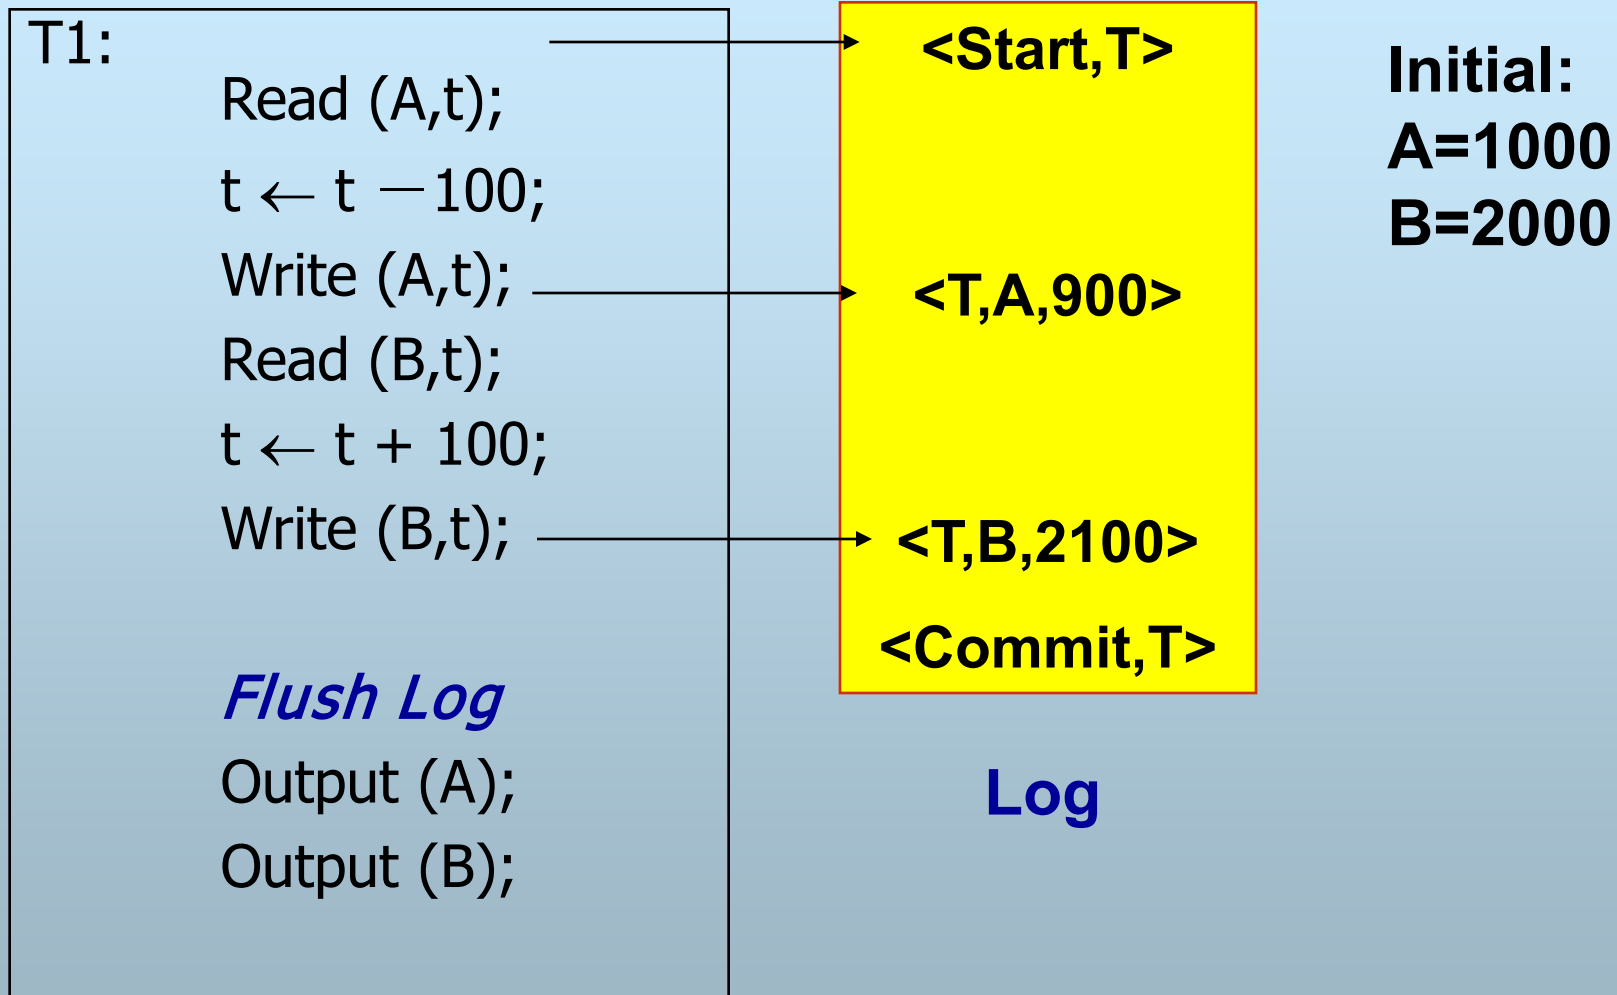 T1:
Read (A,t);
t ← t －100;
Write (A,t);
Read (B,t);
t ← t + 100;
Write (B,t);
Flush Log
Output (A);
Output (B);
<Start,T>
<T,A,900>
<T,B,2100>
<Commit,T>
Log
Initial:
A=1000
B=2000